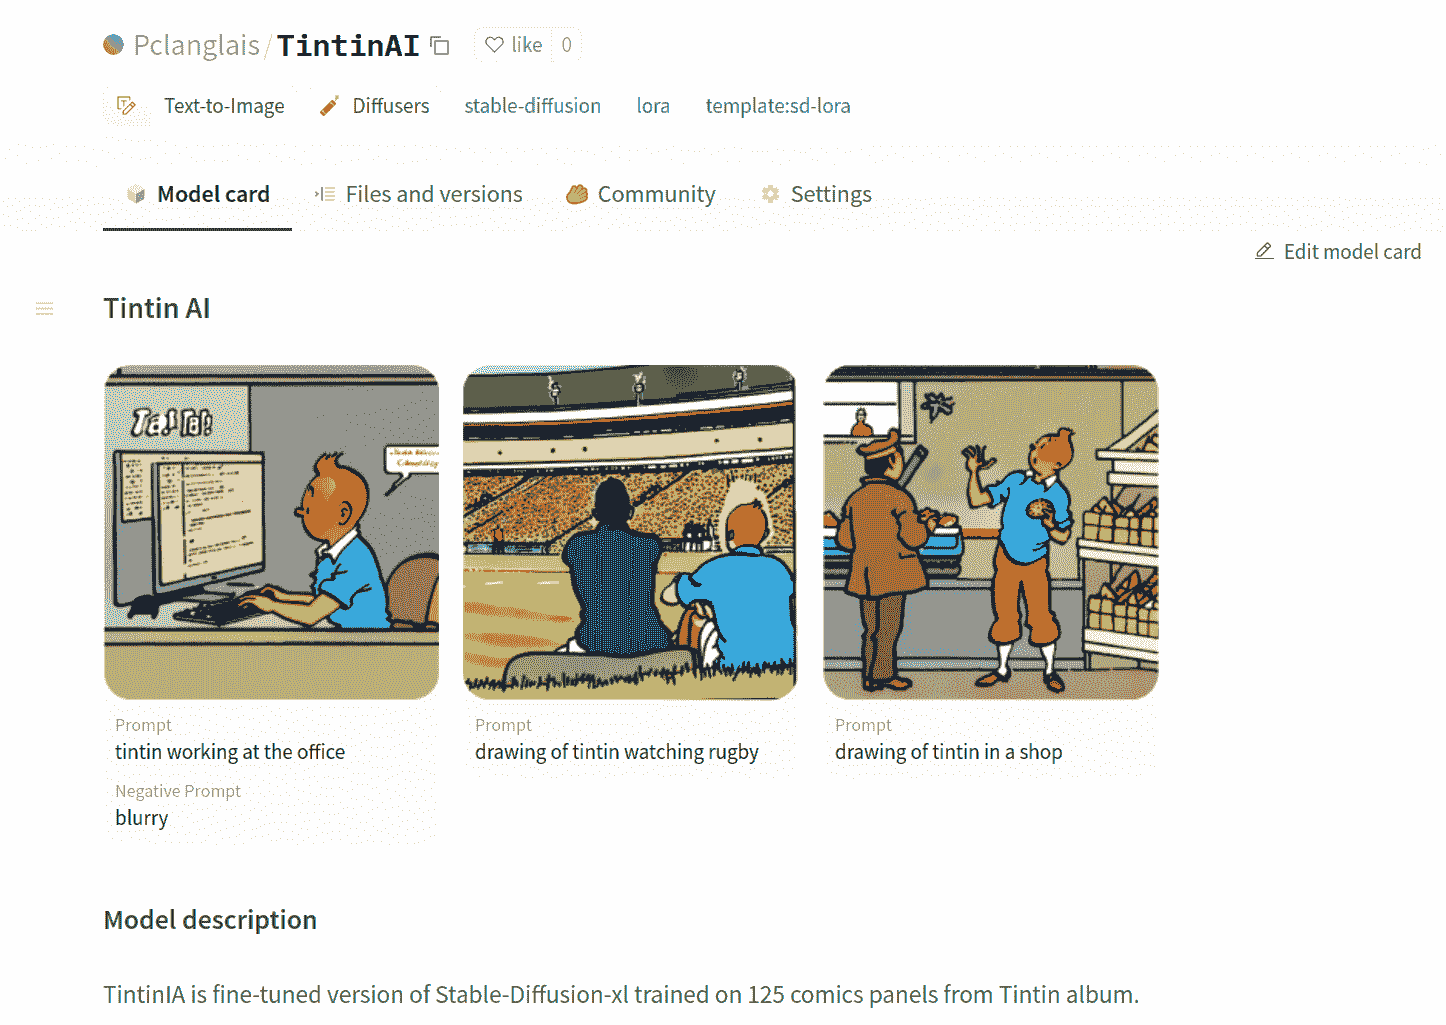 Pclanglais/TintinAI like 0
Text-to-Image Diffusers stable-diffusion lora template:sd-lora
Model card Files and versions Community Settings
Edit model card
Tintin AI
Prompt
tintin working at the office
Negative Prompt
blurry
Prompt
drawing of tintin watching rugby
Prompt
drawing of tintin in a shop
Model description
TintinIA is fine-tuned version of Stable-Diffusion-xl trained on 125 comics panels from Tintin album.